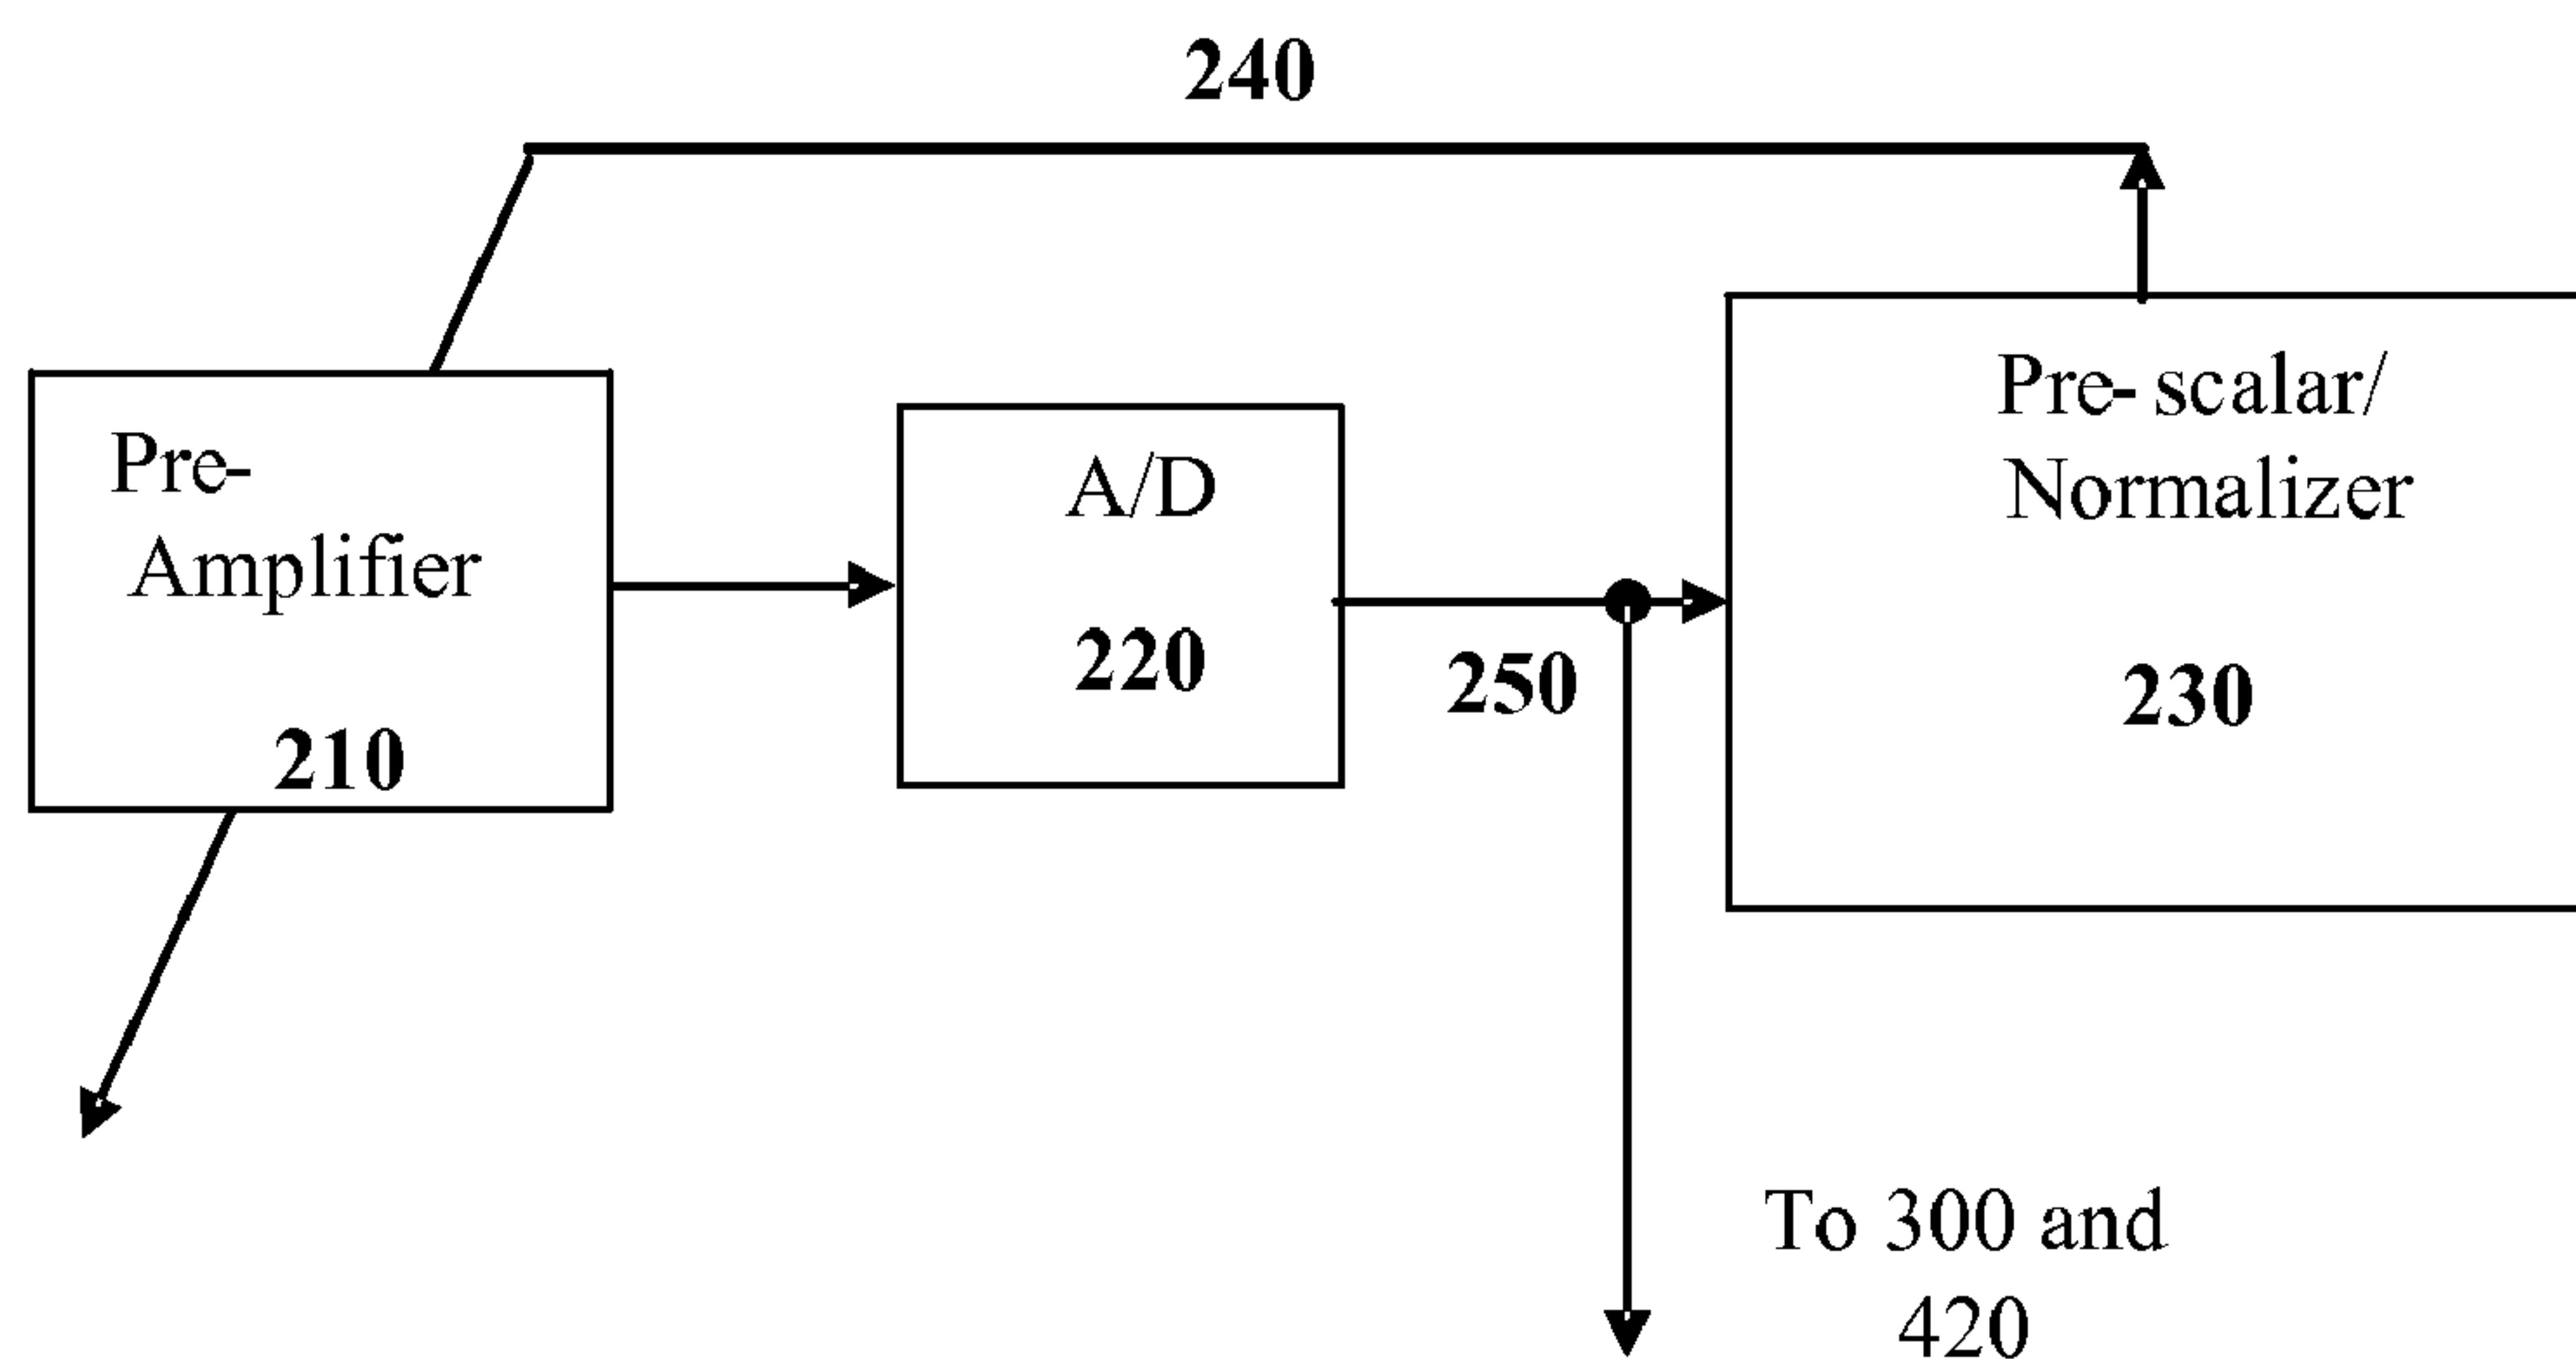 240
Pre-
Amplifier
210
A/D
220
250
Pre- scalar/
Normalizer
230
To 300 and
420